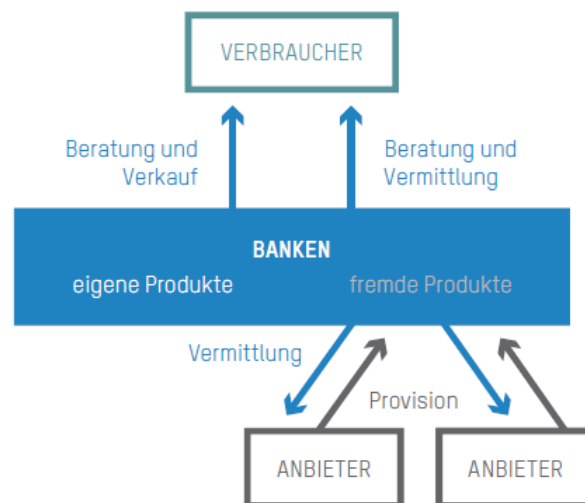 VERBRAUCHER
Beratung und
Verkauf
Beratung und
Vermittlung
BANKEN
eigene Produkte
fremde Produkte
Vermittlung
Provision
ANBIETER
ANBIETER